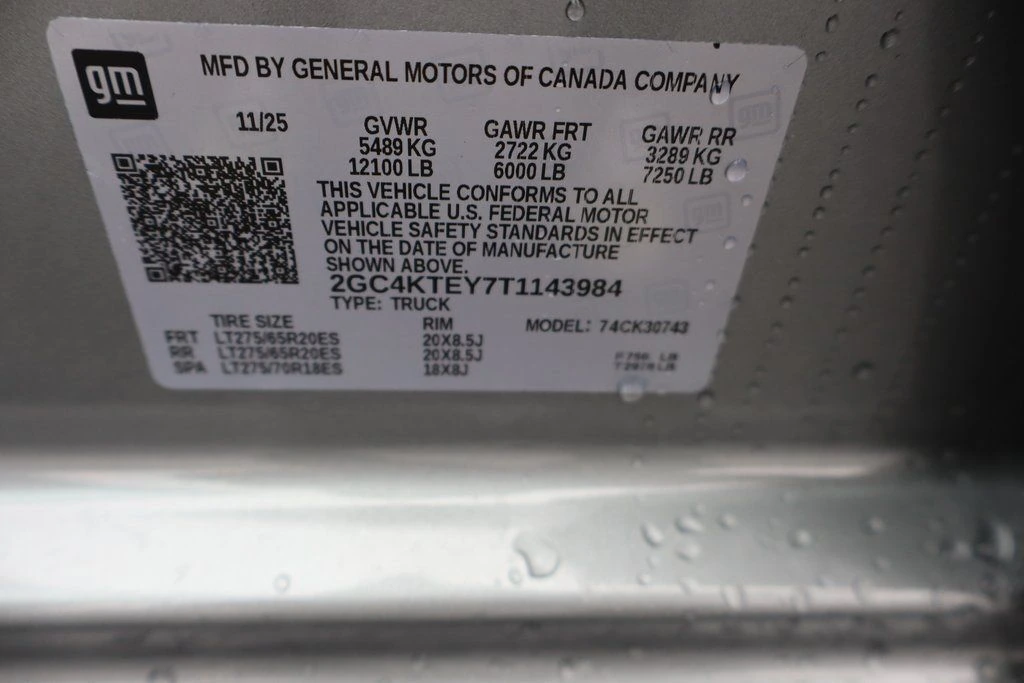 gm
MFD BY GENERAL MOTORS OF CANADA COMPANY
11/25 GVWR GAWR FRT GAWR RR
5489 KG 2722 KG 3289 KG
12100 LB 6000 LB 7250 LB
THIS VEHICLE CONFORMS TO ALL
APPLICABLE U.S. FEDERAL MOTOR
VEHICLE SAFETY STANDARDS IN EFFECT
ON THE DATE OF MANUFACTURE
SHOWN ABOVE.
2GC4KTEY7T1143984
TYPE: TRUCK
TIRE SIZE RIM MODEL: 74CK30743
FRT LT275/65R20ES 20X8.5J
RR LT275/65R20ES 20X8.5J
SPA LT275/70R18ES 18X8J
LB
LB